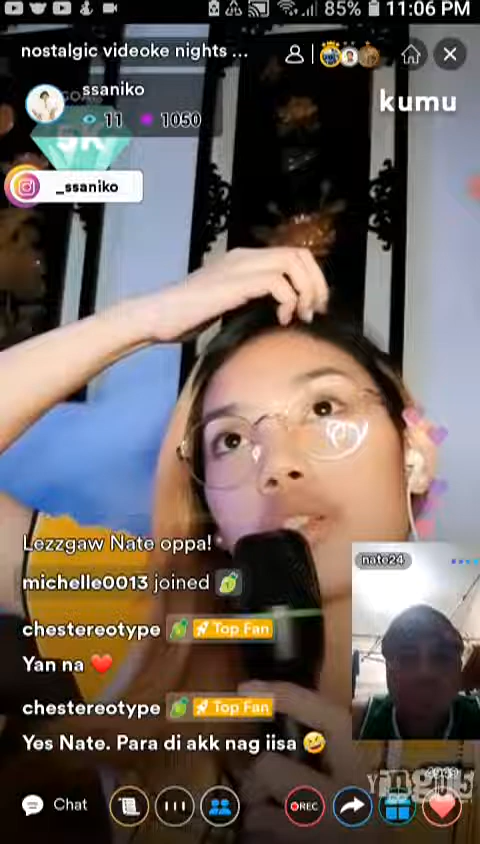 85% 11:06 PM
nostalgic videoke nights ...
ssaniko
11 1050
kumu
5K
_ssaniko
Lezzgaw Nate oppa!
michelle0013 joined
nate24
chestereotype Top Fan
Yan na ❤️
chestereotype Top Fan
Yes Nate. Para di akk nag iisa 🤣
Chat
REC